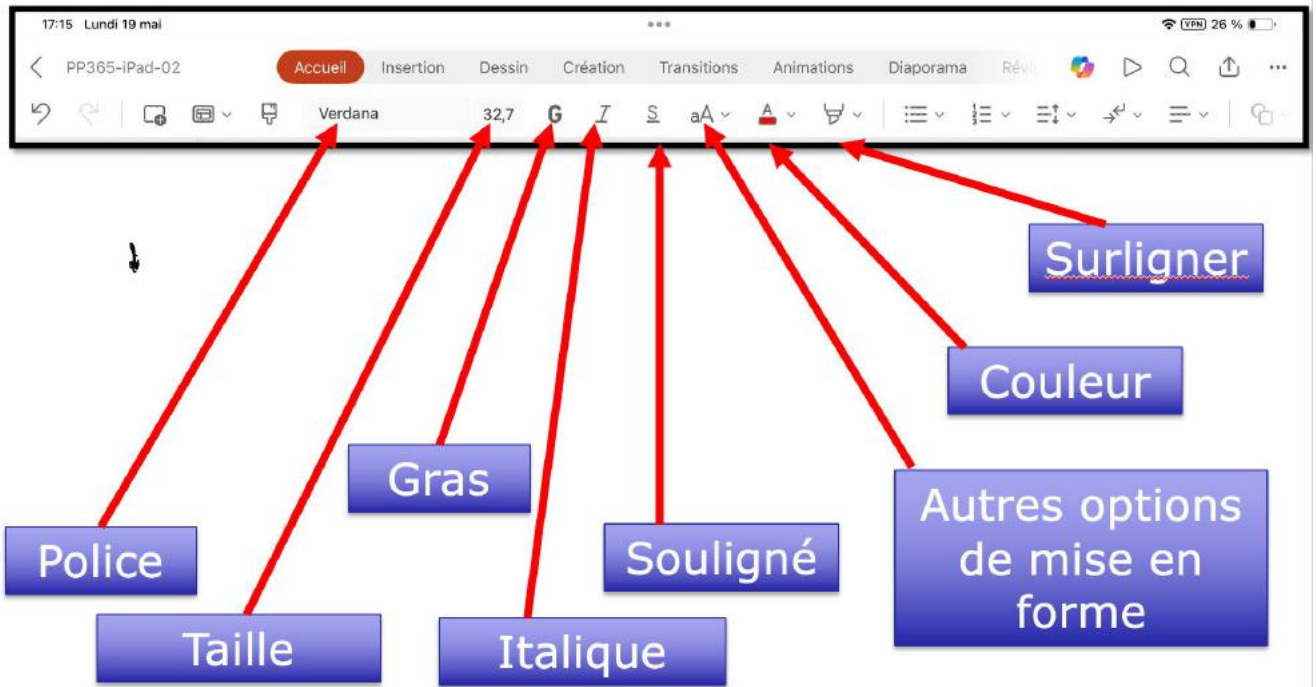 17:15 Lundi 19 mai
VPN 26 %
PP365-iPad-02 Accueil Insertion Dessin Création Transitions Animations Diaporama
Verdana 32,7 G I S aA A
Surligner
Couleur
Gras
Autres options
de mise en
forme
Police
Souligné
Taille
Italique